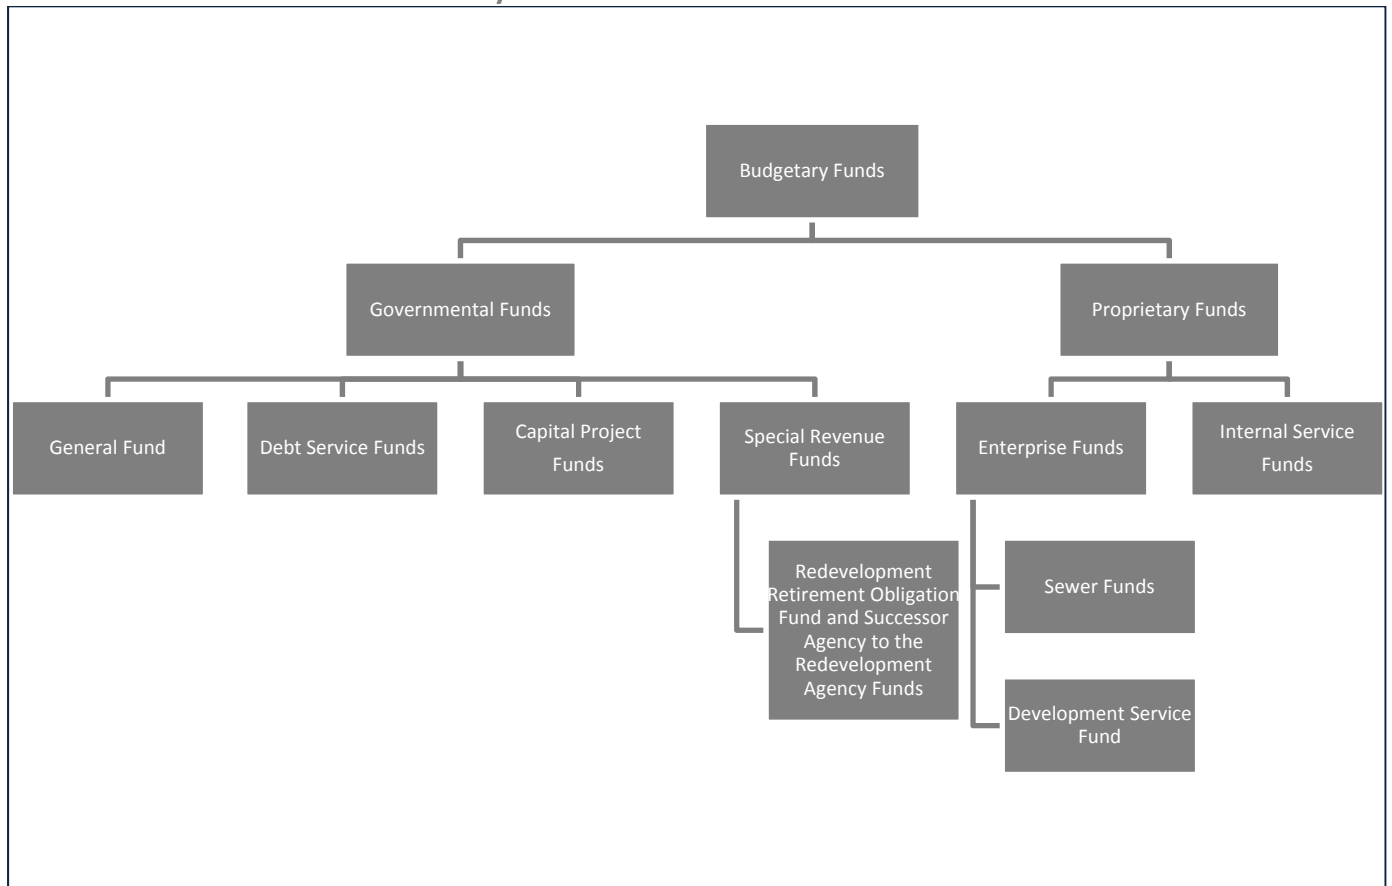 Budgetary Funds
Governmental Funds
Proprietary Funds
General Fund
Debt Service Funds
Capital Project
Funds
Special Revenue
Funds
Enterprise Funds
Internal Service
Funds
Redevelopment
Retirement Obligation
Fund and Successor
Agency to the
Redevelopment
Agency Funds
Sewer Funds
Development Service
Fund